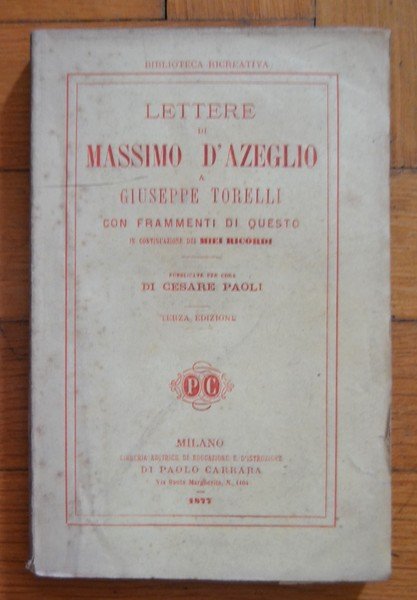 BIBLIOTECA RICREATIVA
LETTERE
DI
MASSIMO D'AZEGLIO
A
GIUSEPPE TORELLI
CON FRAMMENTI DI QUESTO
IN CONTINUAZIONE DEI MIEI RICORDI
PUBBLICATE PER CURA
DI CESARE PAOLI
TERZA EDIZIONE
PC
MILANO
LIBRERIA EDITRICE DI EDUCAZIONE E D'ISTRUZIONE
DI PAOLO CARRARA
Via Santa Margherita, N., 1104
1877